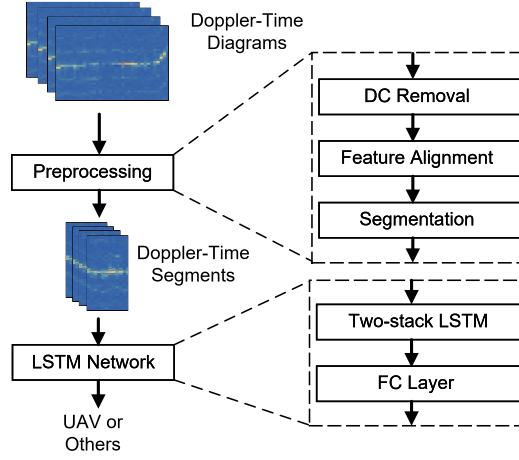 Doppler-Time
Diagrams
Preprocessing
Doppler-Time
Segments
LSTM Network
UAV or
Others
DC Removal
Feature Alignment
Segmentation
Two-stack LSTM
FC Layer